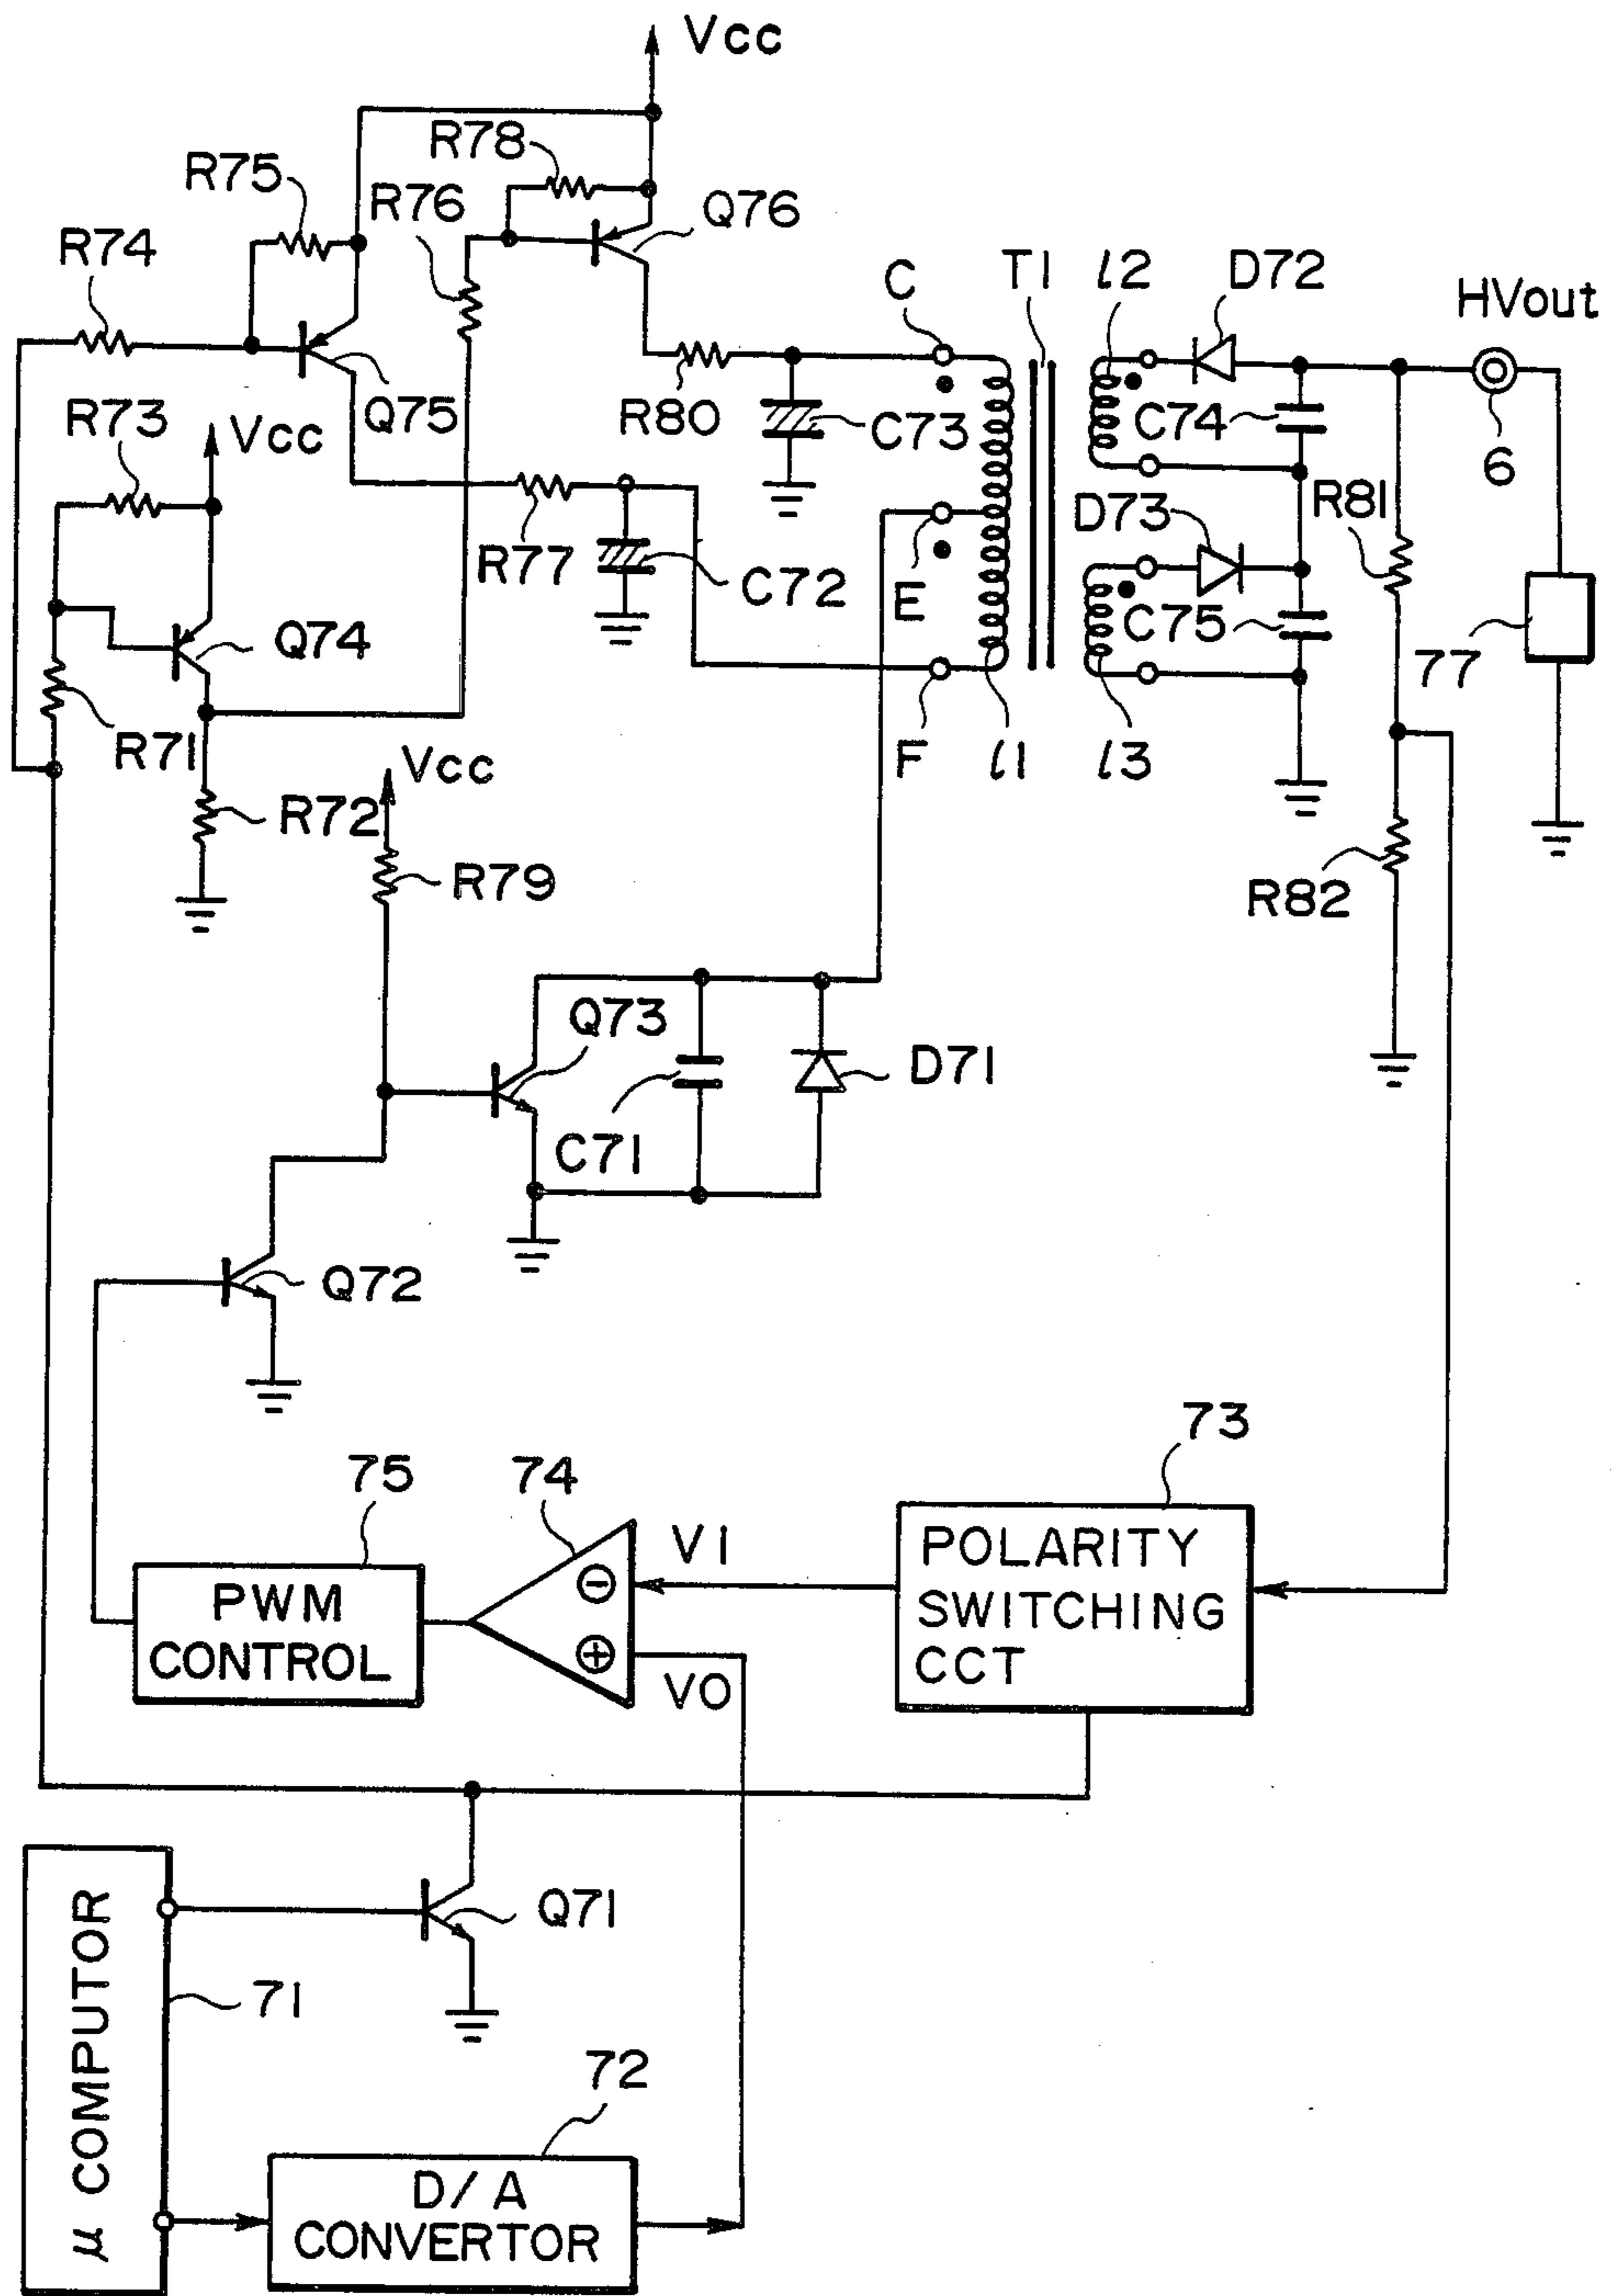 Vcc
R78
R75
R76
Q76
R74
C
T1
l2
D72
HVout
R73
Vcc
Q75
R80
C73
C74
6
R77
D73
R81
C72
E
C75
Q74
77
R71
F
l1
l3
Vcc
R72
R79
R82
Q73
D71
C71
Q72
73
75
74
V1
POLARITY
SWITCHING
CCT
PWM
CONTROL
−
+
V0
Q71
μ COMPUTOR
71
72
D/A
CONVERTOR